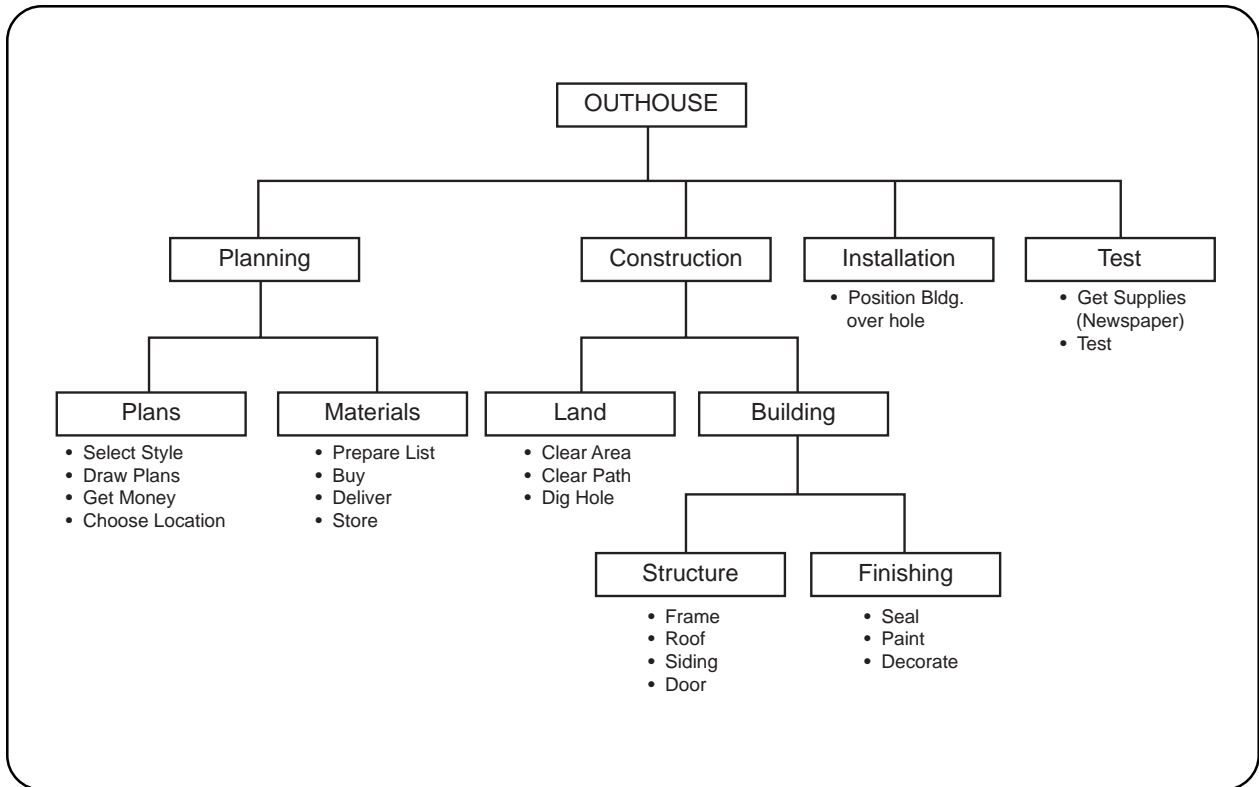 OUTHOUSE
Planning
Construction
Installation
• Position Bldg.
over hole
Test
• Get Supplies
(Newspaper)
• Test
Plans
• Select Style
• Draw Plans
• Get Money
• Choose Location
Materials
• Prepare List
• Buy
• Deliver
• Store
Land
• Clear Area
• Clear Path
• Dig Hole
Building
Structure
• Frame
• Roof
• Siding
• Door
Finishing
• Seal
• Paint
• Decorate